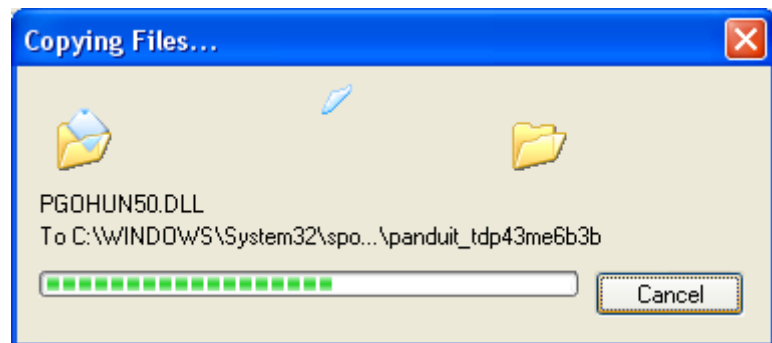 Copying Files...
PGOHUN50.DLL
To C:\WINDOWS\System32\spo...\panduit_tdp43me6b3b
Cancel